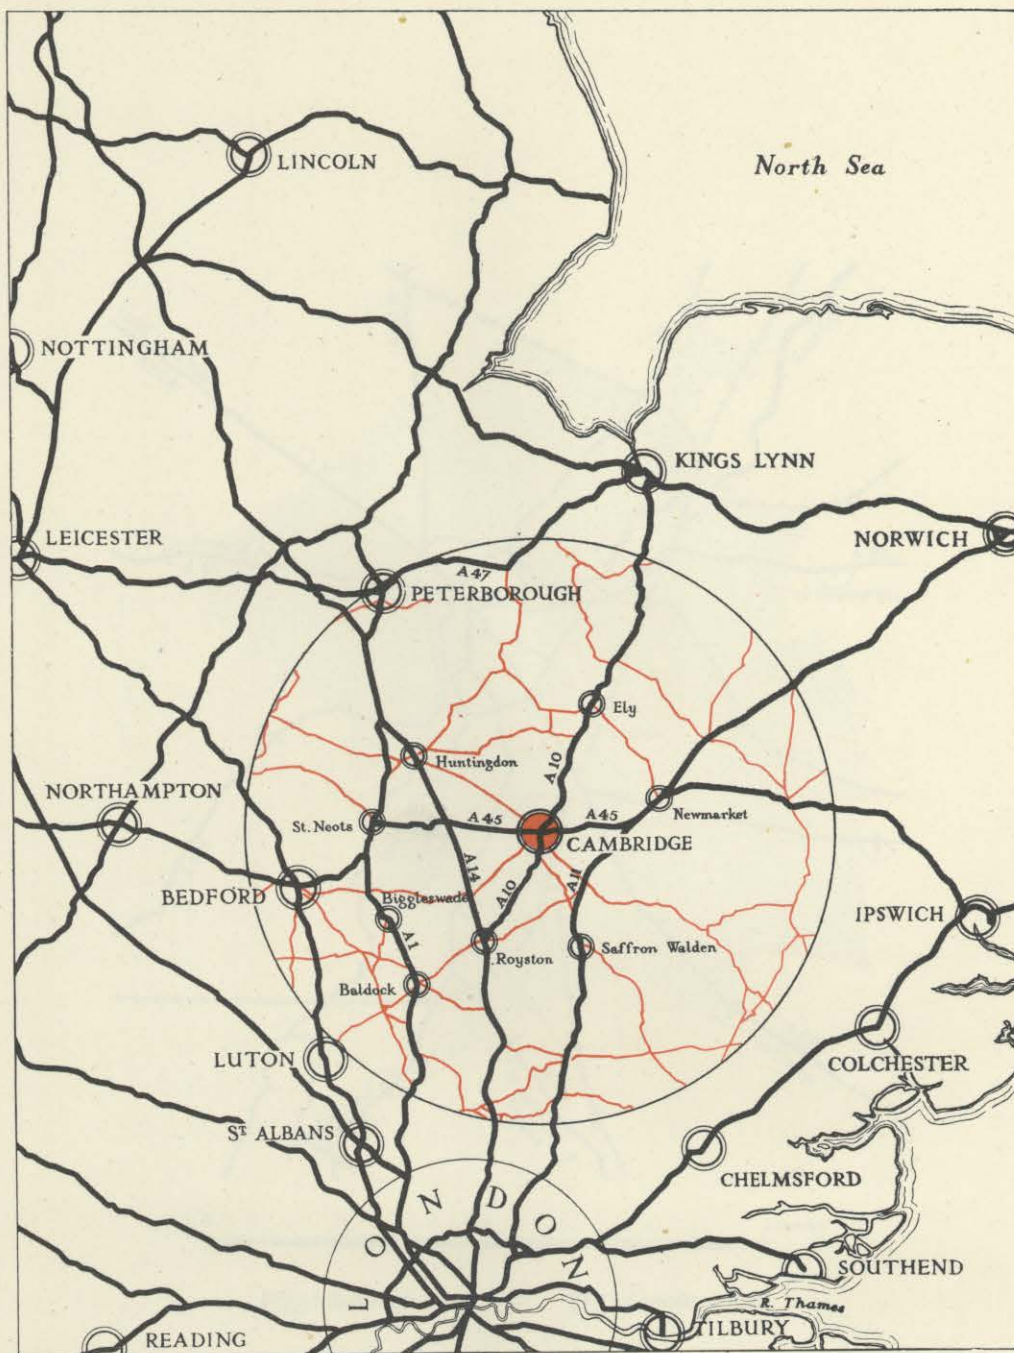 LINCOLN
North Sea
NOTTINGHAM
KINGS LYNN
LEICESTER
NORWICH
A47
PETERBOROUGH
Ely
Huntingdon
A10
NORTHAMPTON
St. Neots
A45
A45
Newmarket
CAMBRIDGE
A14
A10
A11
BEDFORD
Biggleswade
IPSWICH
A1
Royston
Saffron Walden
Baldock
LUTON
COLCHESTER
ST ALBANS
CHELMSFORD
LONDON
SOUTHEND
R. Thames
TILBURY
READING